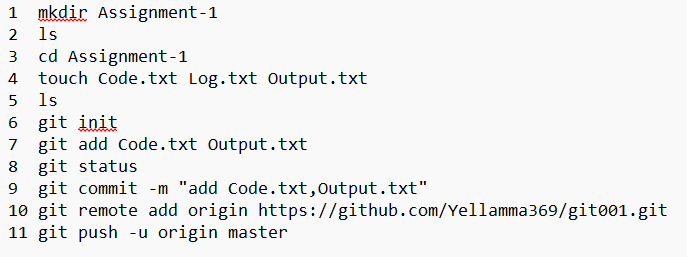 1 mkdir Assignment-1
2 ls
3 cd Assignment-1
4 touch Code.txt Log.txt Output.txt
5 ls
6 git init
7 git add Code.txt Output.txt
8 git status
9 git commit -m "add Code.txt,Output.txt"
10 git remote add origin https://github.com/Yellamma369/git001.git
11 git push -u origin master